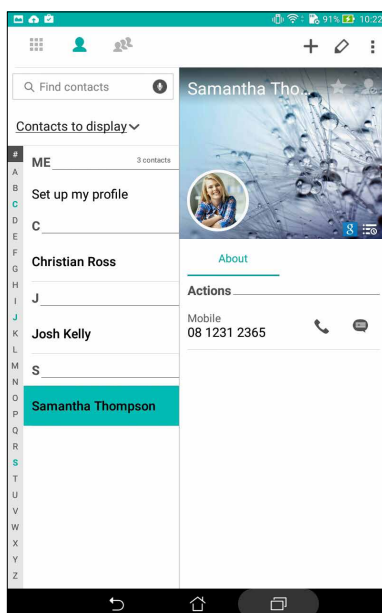 91% 10:22
Find contacts
Contacts to display
#
A
B
C
D
E
F
G
H
I
J
K
L
M
N
O
P
Q
R
S
T
U
V
W
X
Y
Z
ME 3 contacts
Set up my profile
C
Christian Ross
J
Josh Kelly
S
Samantha Thompson
Samantha Tho...
8
About
Actions
Mobile
08 1231 2365